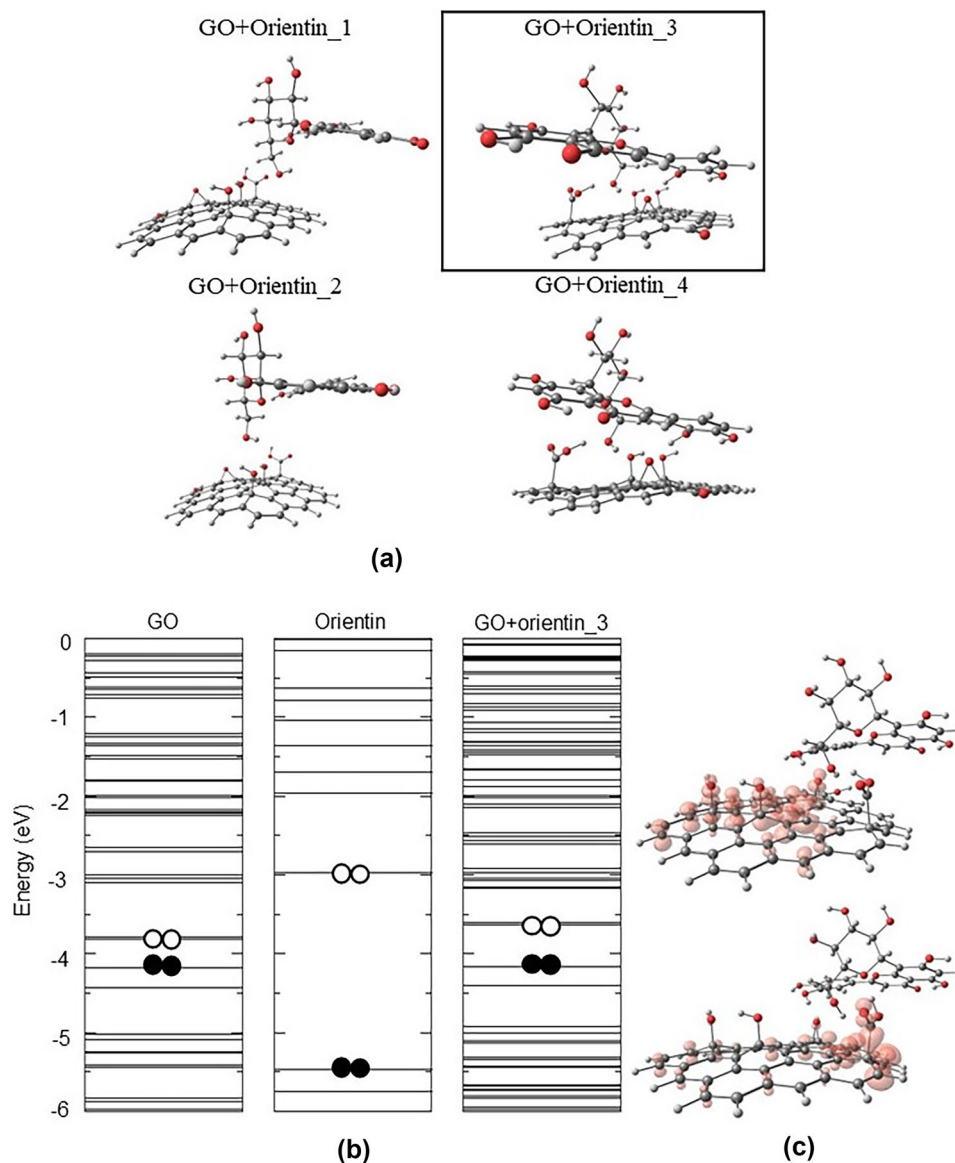 GO+Orientin_1
GO+Orientin_3
GO+Orientin_2
GO+Orientin_4
(a)
GO
Orientin
GO+orientin_3
Energy (eV)
0
-1
-2
-3
-4
-5
-6
(b)
(c)